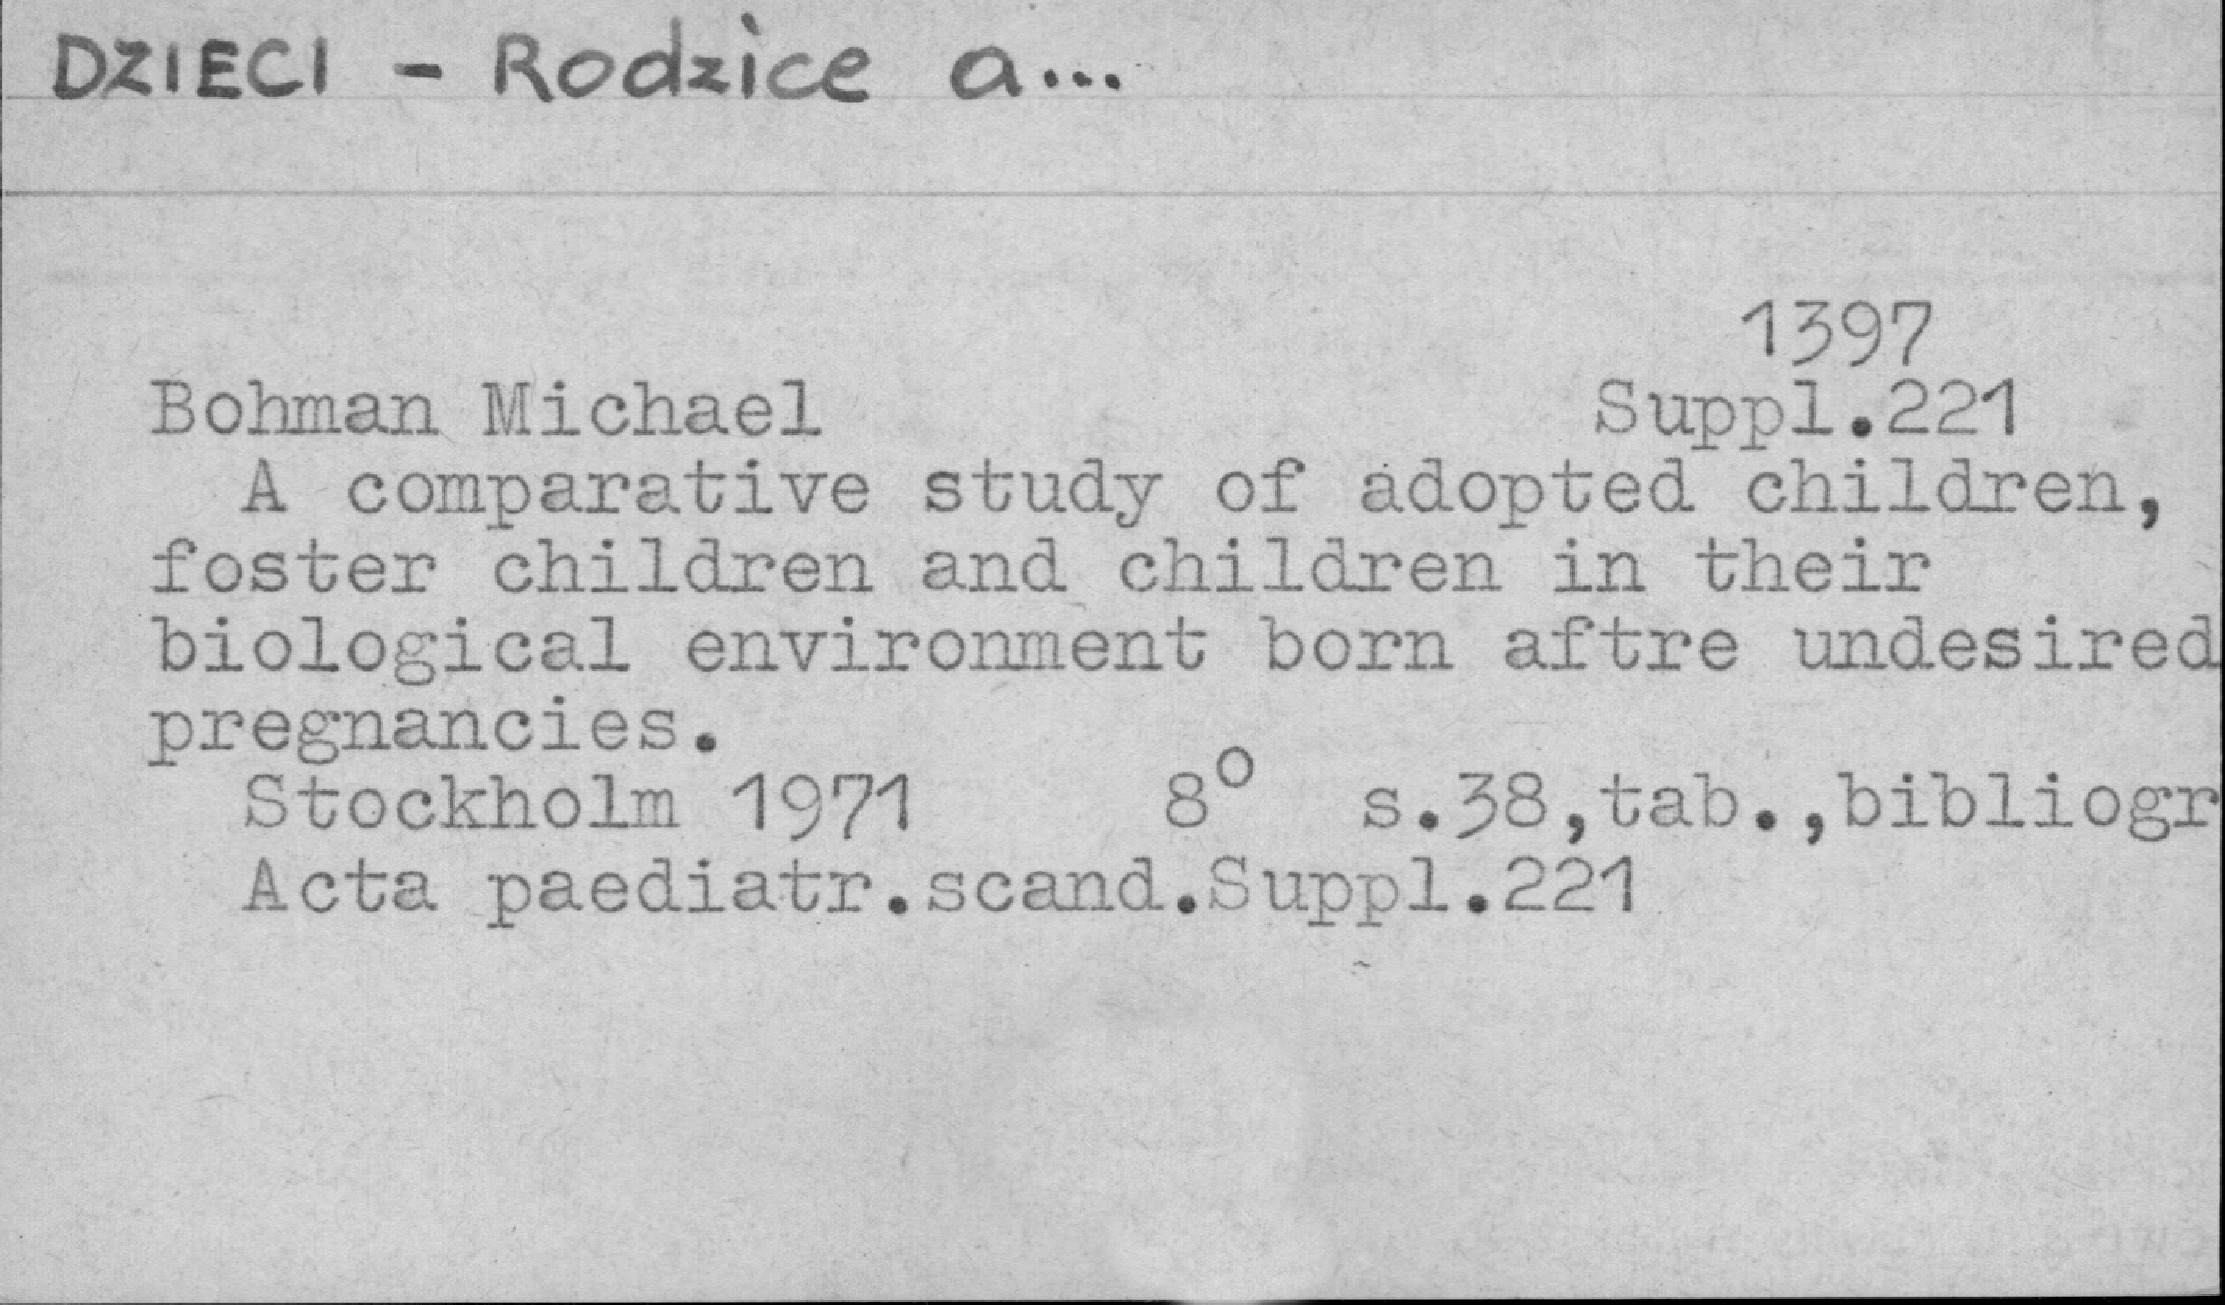 DZIECI - Rodzice a...
1397
Bohman Michael Suppl.221
A comparative study of adopted children,
foster children and children in their
biological environment born aftre undesired
pregnancies.
Stockholm 1971 8° s.38,tab.,bibliogr
Acta paediatr.scand.Suppl.221